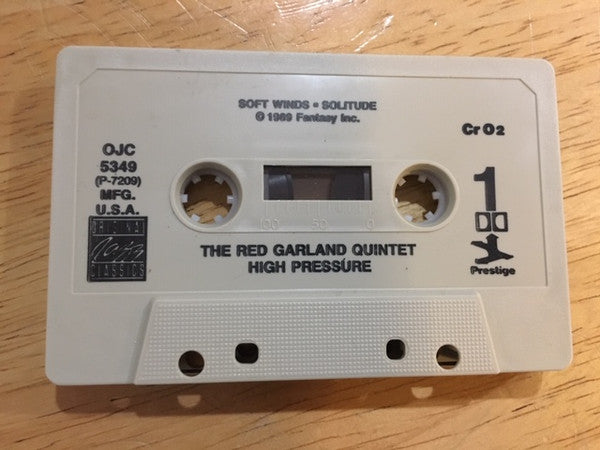 SOFT WINDS • SOLITUDE
© 1989 Fantasy Inc.
Cr O2
OJC
5349
(P-7209)
MFG.
U.S.A.
1
100 50 0
ORIGINAL
JAZZ
CLASSICS
THE RED GARLAND QUINTET
HIGH PRESSURE
Prestige